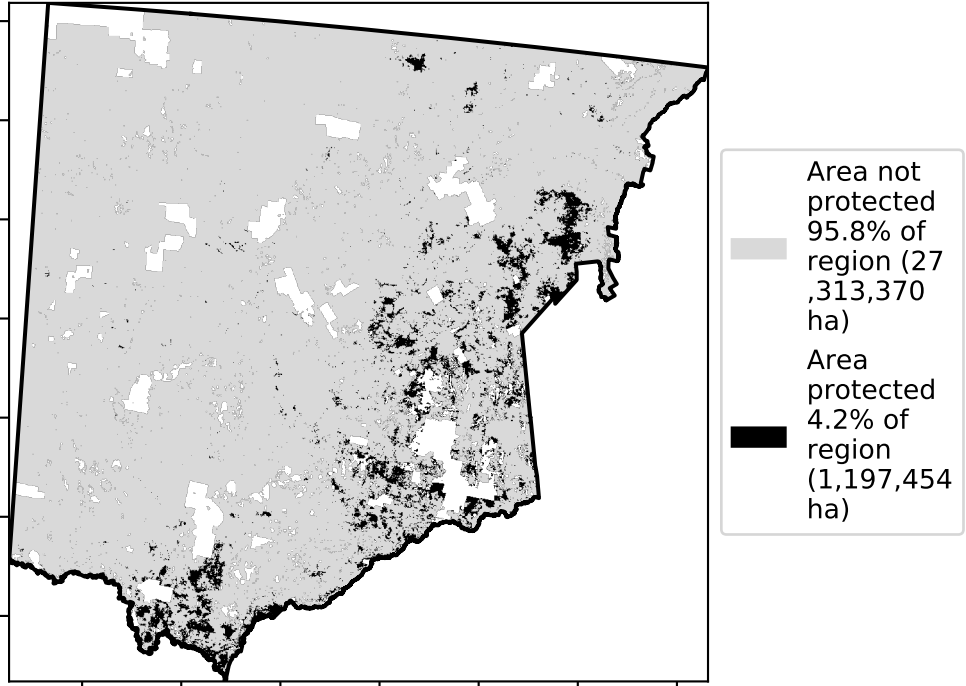 Area not
protected
95.8% of
region (27
,313,370
ha)
Area
protected
4.2% of
region
(1,197,454
ha)